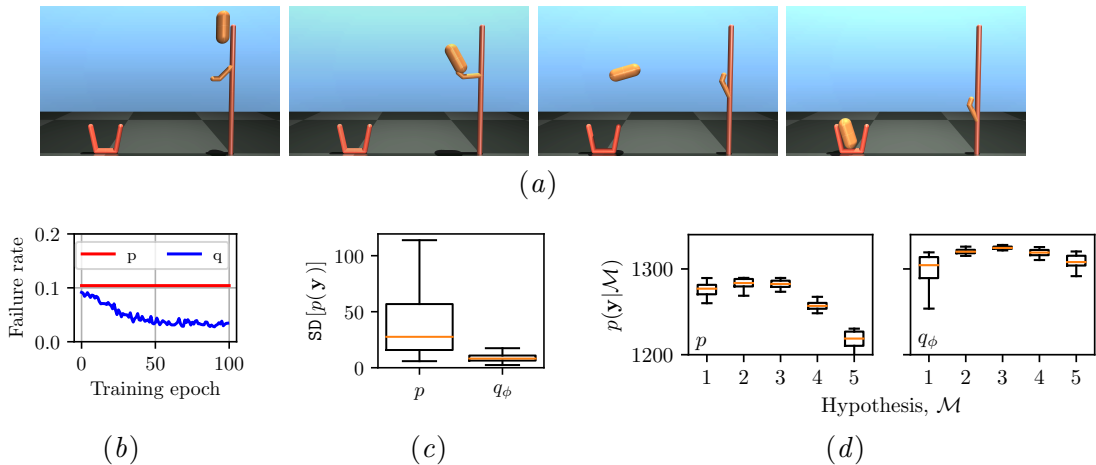 (a)
0.2
0.1
0.0
Failure rate
p q
0 50 100
Training epoch
(b)
100
50
0
SD[p(y)]
p qϕ
(c)
1300
1200
p(y|ℳ)
p
1 2 3 4 5
qϕ
1 2 3 4 5
Hypothesis, ℳ
(d)